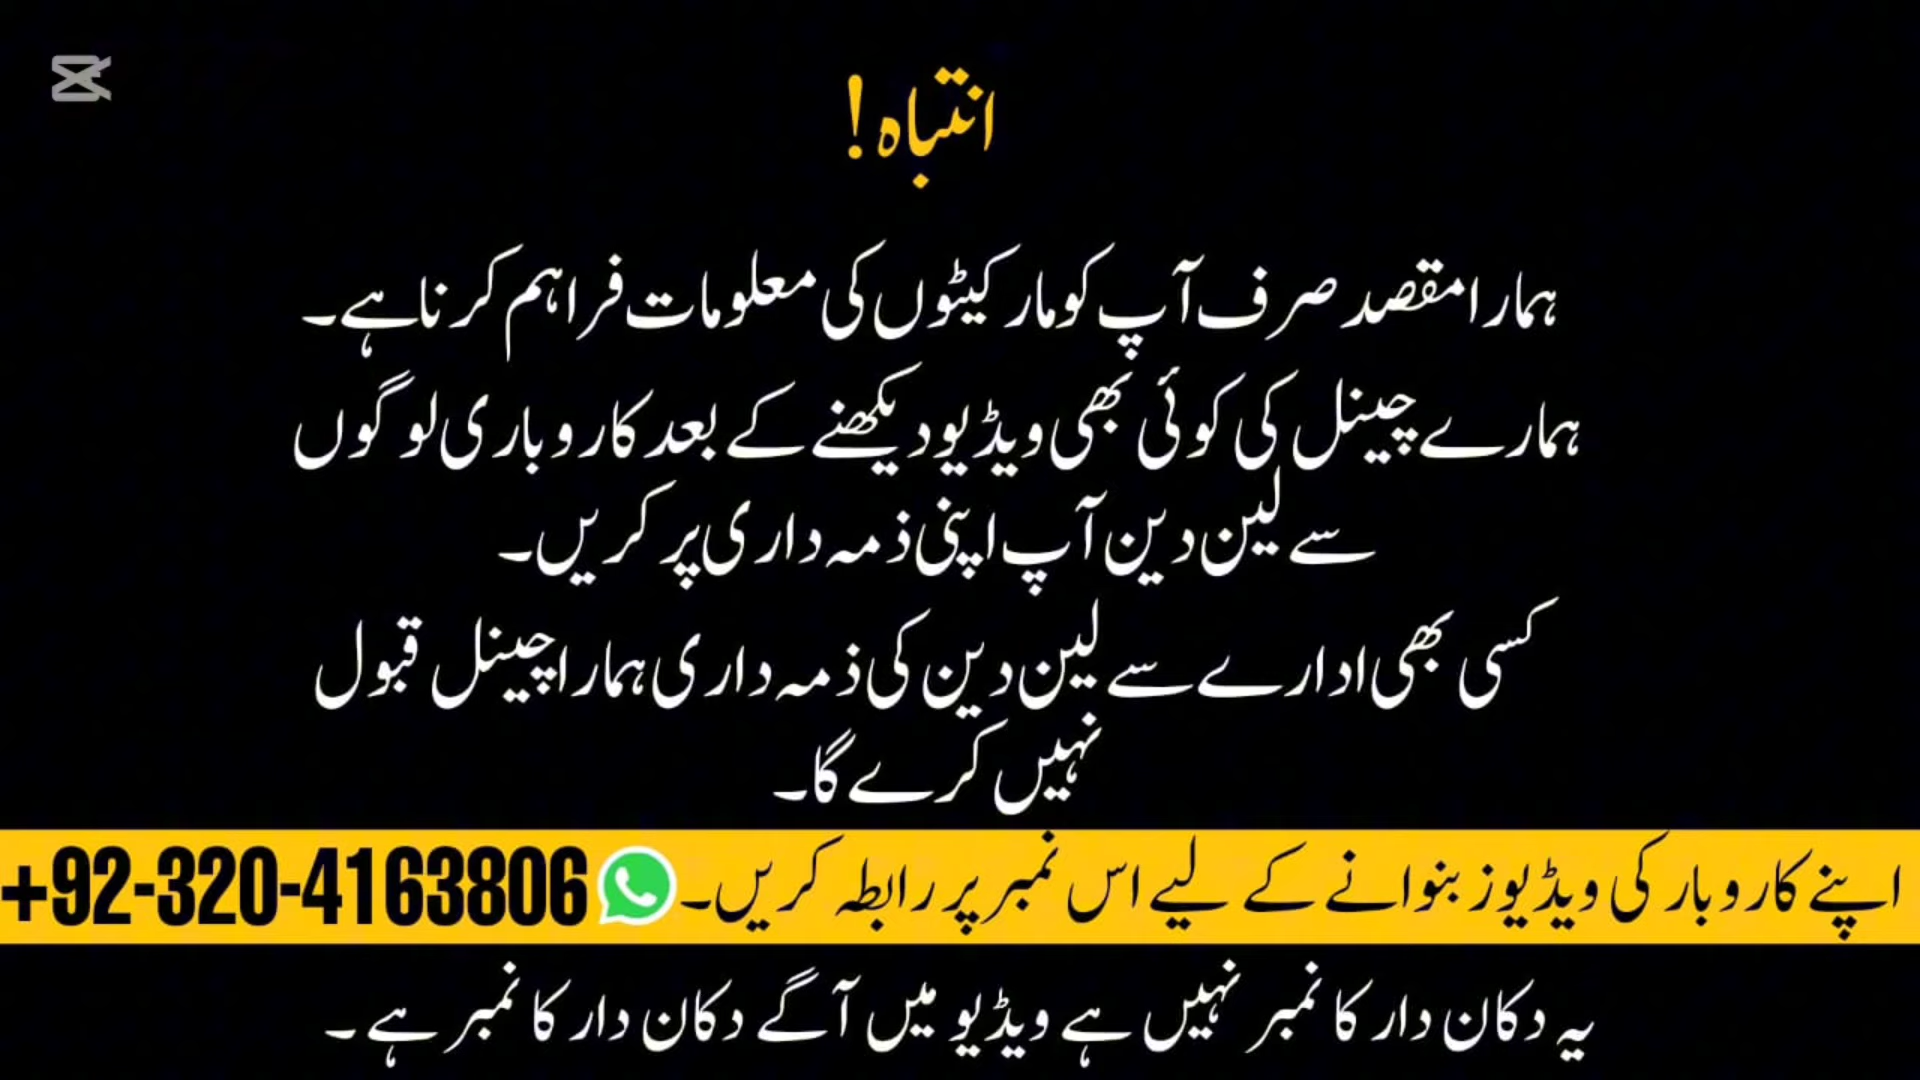 انتباہ!
ہمارا مقصد صرف آپ کو مارکیٹوں کی معلومات فراہم کرنا ہے۔
ہمارے چینل کی کوئی بھی ویڈیو دیکھنے کے بعد کاروباری لوگوں
سے لین دین آپ اپنی ذمہ داری پر کریں۔
کسی بھی ادارے سے لین دین کی ذمہ داری ہمارا چینل قبول
نہیں کرے گا۔
اپنے کاروبار کی ویڈیوز بنوانے کے لیے اس نمبر پر رابطہ کریں۔ +92-320-4163806
یہ دکان دار کا نمبر نہیں ہے ویڈیو میں آگے دکان دار کا نمبر ہے۔